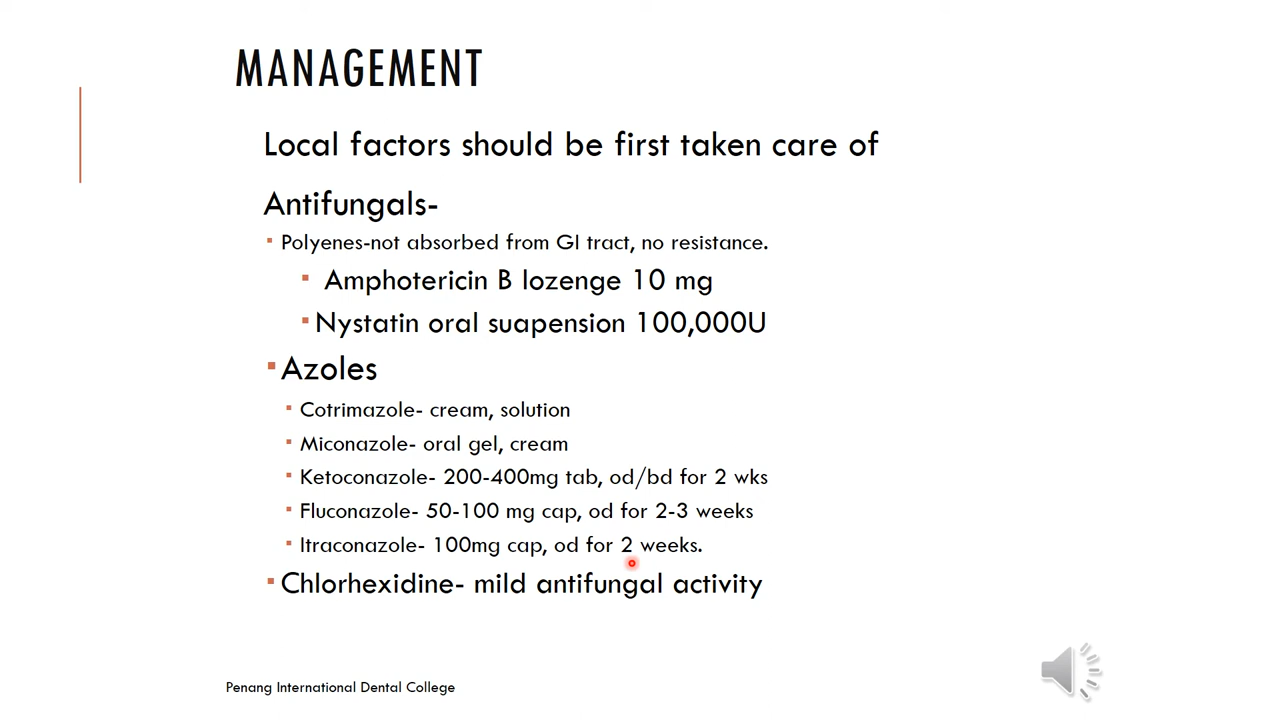 MANAGEMENT
Local factors should be first taken care of
Antifungals-
Polyenes-not absorbed from GI tract, no resistance.
Amphotericin B lozenge 10 mg
Nystatin oral suapension 100,000U
Azoles
Cotrimazole- cream, solution
Miconazole- oral gel, cream
Ketoconazole- 200-400mg tab, od/bd for 2 wks
Fluconazole- 50-100 mg cap, od for 2-3 weeks
Itraconazole- 100mg cap, od for 2 weeks.
Chlorhexidine- mild antifungal activity
Penang International Dental College